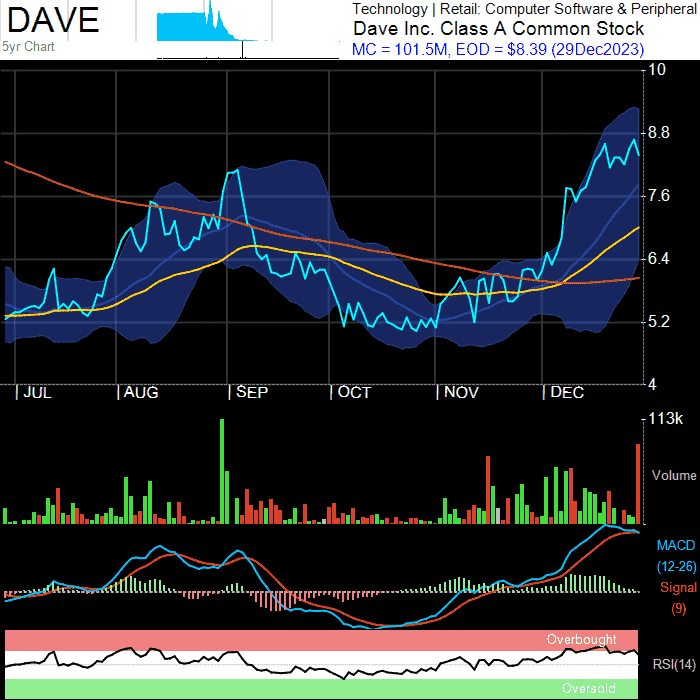 DAVE
5yr Chart
Technology | Retail: Computer Software & Peripheral
Dave Inc. Class A Common Stock
MC = 101.5M, EOD = $8.39 (29Dec2023)
10
8.8
7.6
6.4
5.2
4
| JUL | AUG | SEP | OCT | NOV | DEC
113k
Volume
MACD
(12-26)
Signal
(9)
Overbought
RSI(14)
Oversold